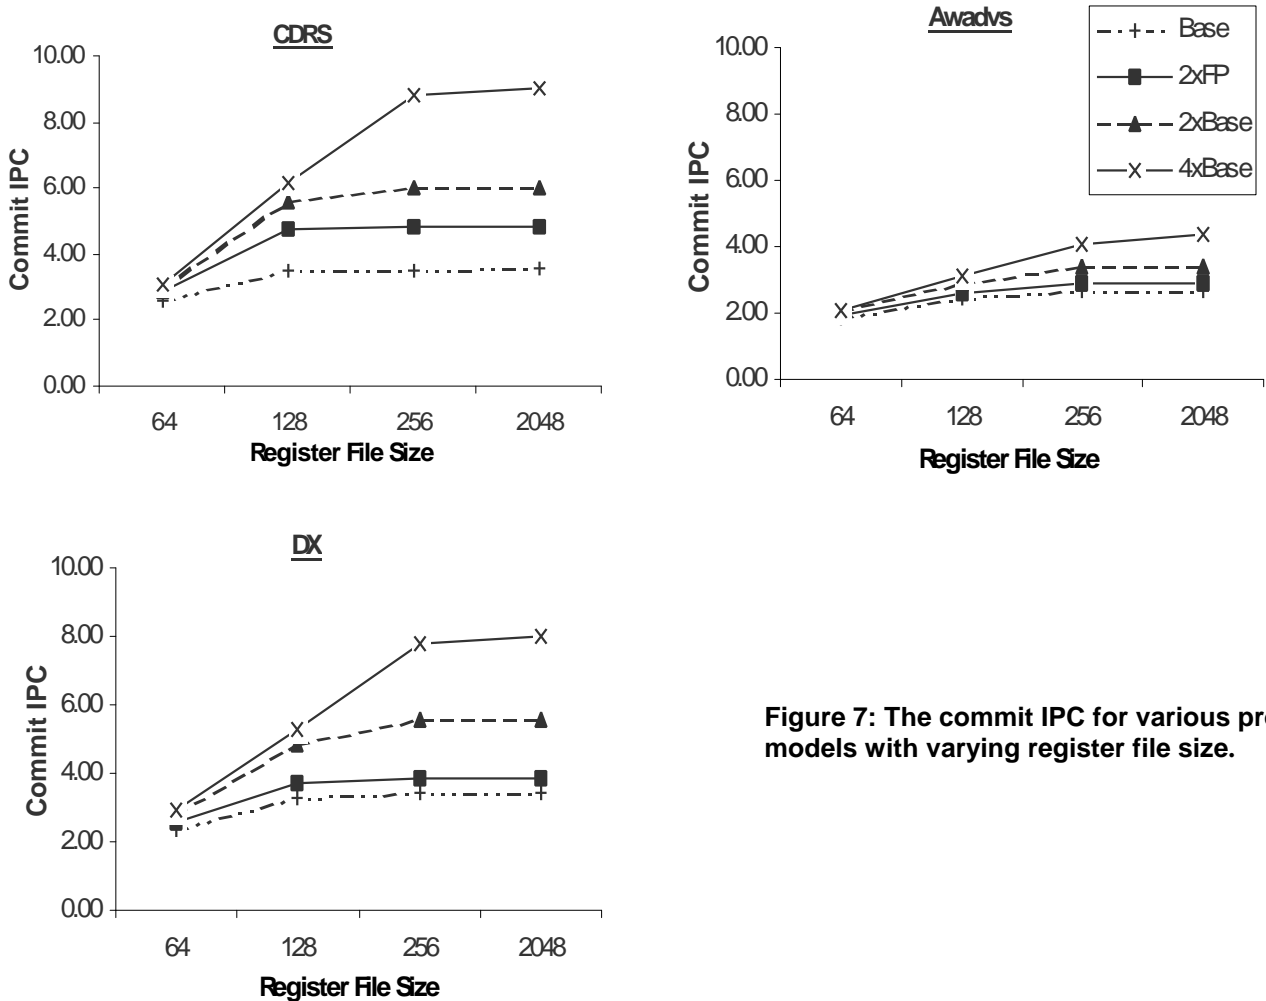 CDRS
10.00
8.00
6.00
4.00
2.00
0.00
Commit IPC
64 128 256 2048
Register File Size
Awadvs
10.00
8.00
6.00
4.00
2.00
0.00
Commit IPC
64 128 256 2048
Register File Size
Base
2xFP
2xBase
4xBase
DX
10.00
8.00
6.00
4.00
2.00
0.00
Commit IPC
64 128 256 2048
Register File Size
Figure 7: The commit IPC for various
models with varying register file size.